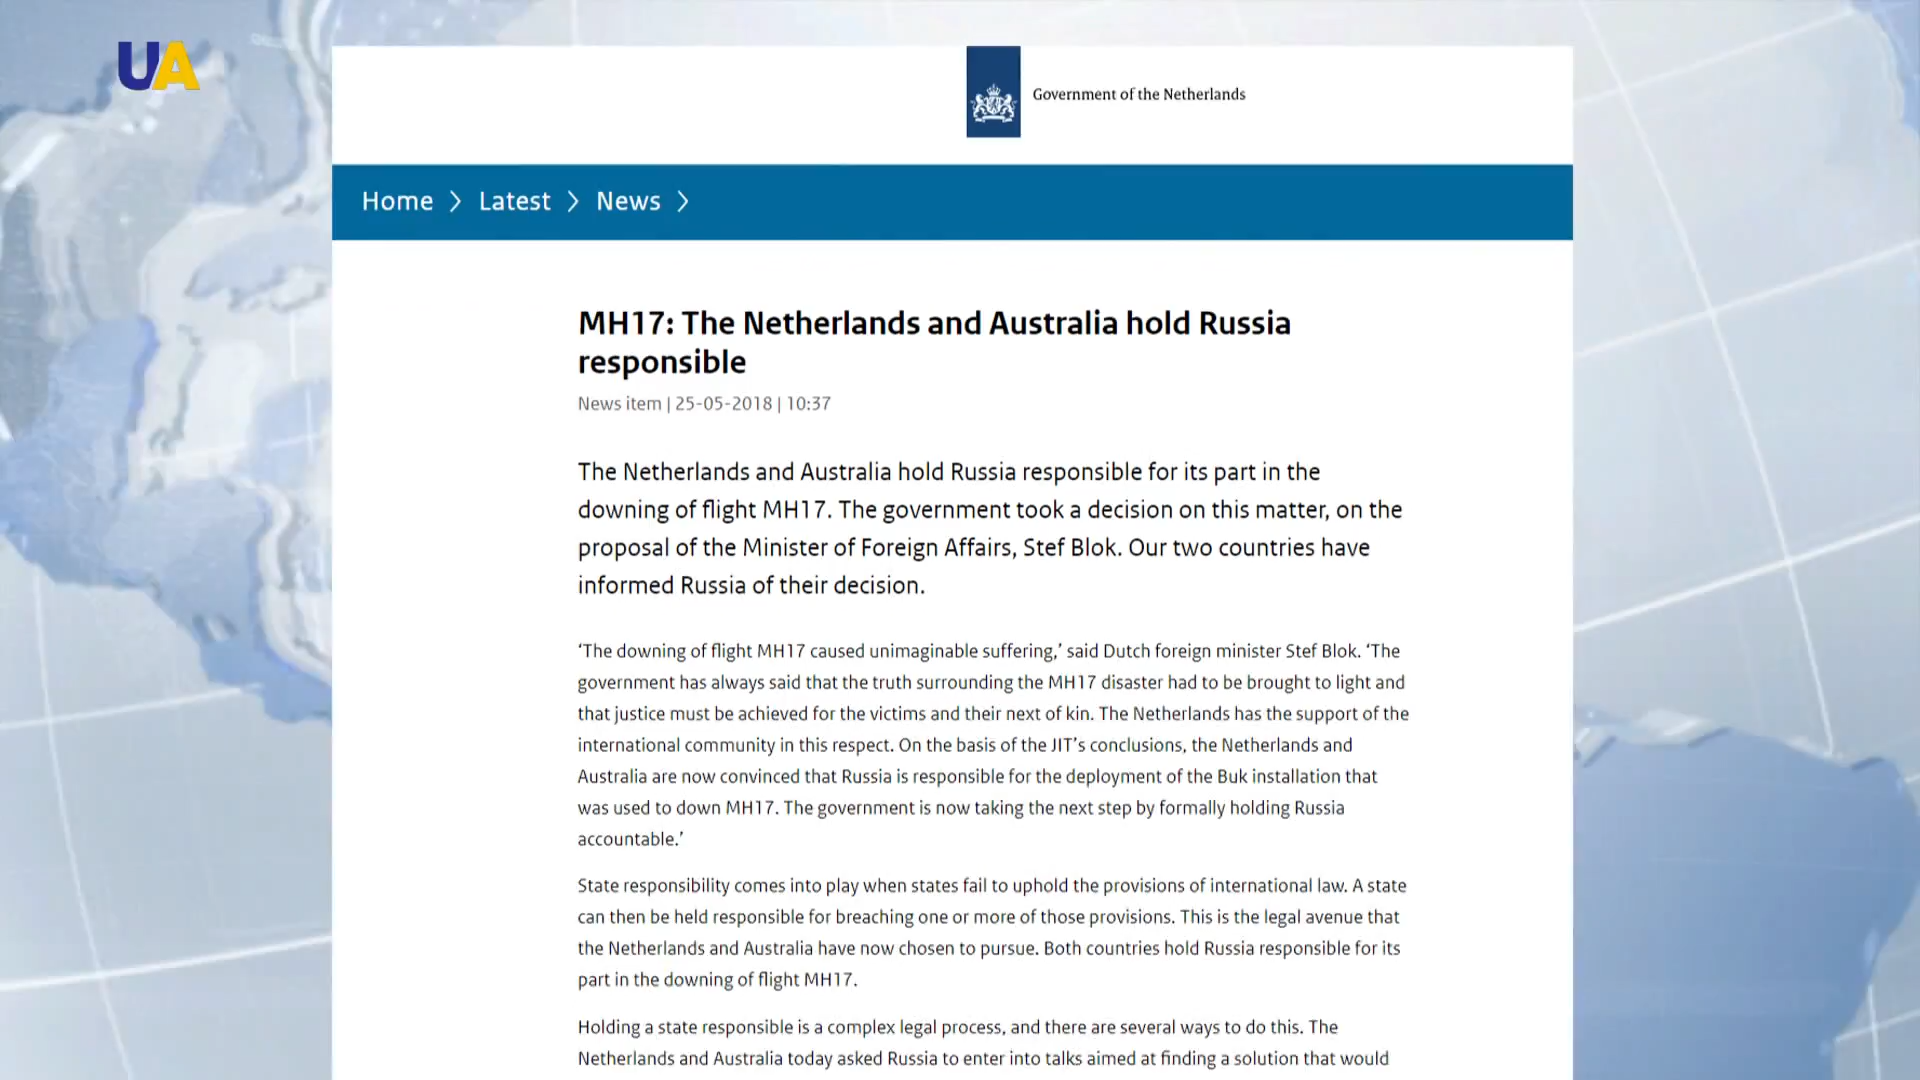 UA
Government of the Netherlands
Home > Latest > News >
MH17: The Netherlands and Australia hold Russia
responsible
News item | 25-05-2018 | 10:37
The Netherlands and Australia hold Russia responsible for its part in the
downing of flight MH17. The government took a decision on this matter, on the
proposal of the Minister of Foreign Affairs, Stef Blok. Our two countries have
informed Russia of their decision.
‘The downing of flight MH17 caused unimaginable suffering,’ said Dutch foreign minister Stef Blok. ‘The
government has always said that the truth surrounding the MH17 disaster had to be brought to light and
that justice must be achieved for the victims and their next of kin. The Netherlands has the support of the
international community in this respect. On the basis of the JIT’s conclusions, the Netherlands and
Australia are now convinced that Russia is responsible for the deployment of the Buk installation that
was used to down MH17. The government is now taking the next step by formally holding Russia
accountable.’
State responsibility comes into play when states fail to uphold the provisions of international law. A state
can then be held responsible for breaching one or more of those provisions. This is the legal avenue that
the Netherlands and Australia have now chosen to pursue. Both countries hold Russia responsible for its
part in the downing of flight MH17.
Holding a state responsible is a complex legal process, and there are several ways to do this. The
Netherlands and Australia today asked Russia to enter into talks aimed at finding a solution that would